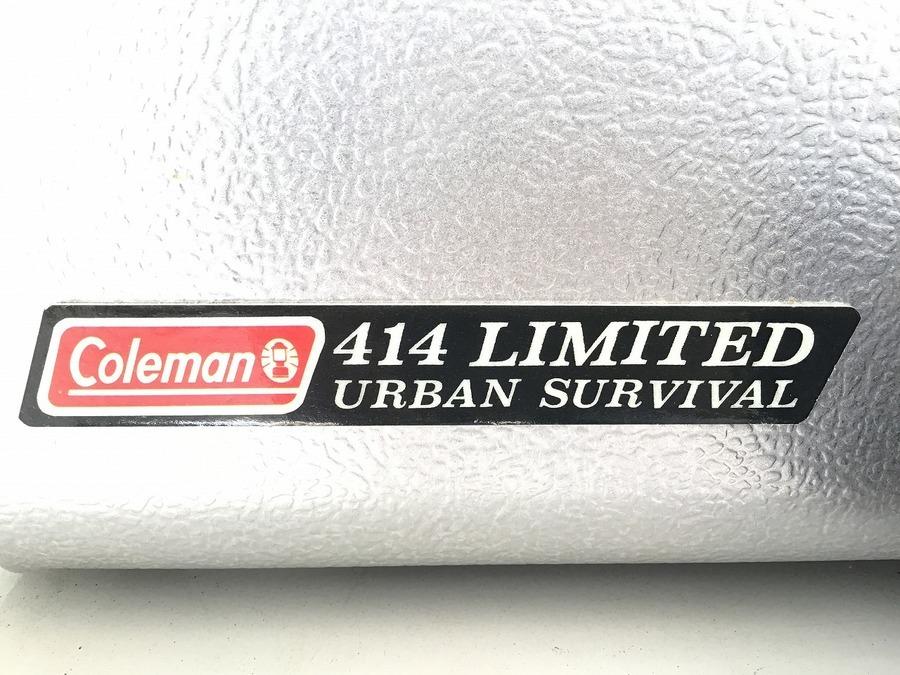 Coleman
414 LIMITED
URBAN SURVIVAL